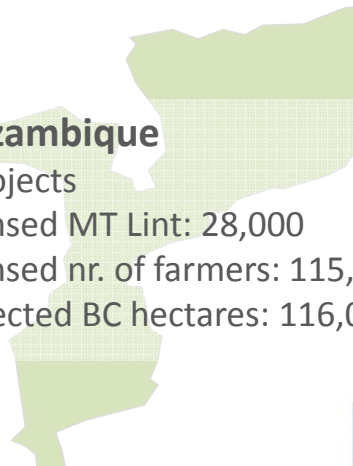 zambique
ojects
nsed MT Lint: 28,000
nsed nr. of farmers: 115,
ected BC hectares: 116,0